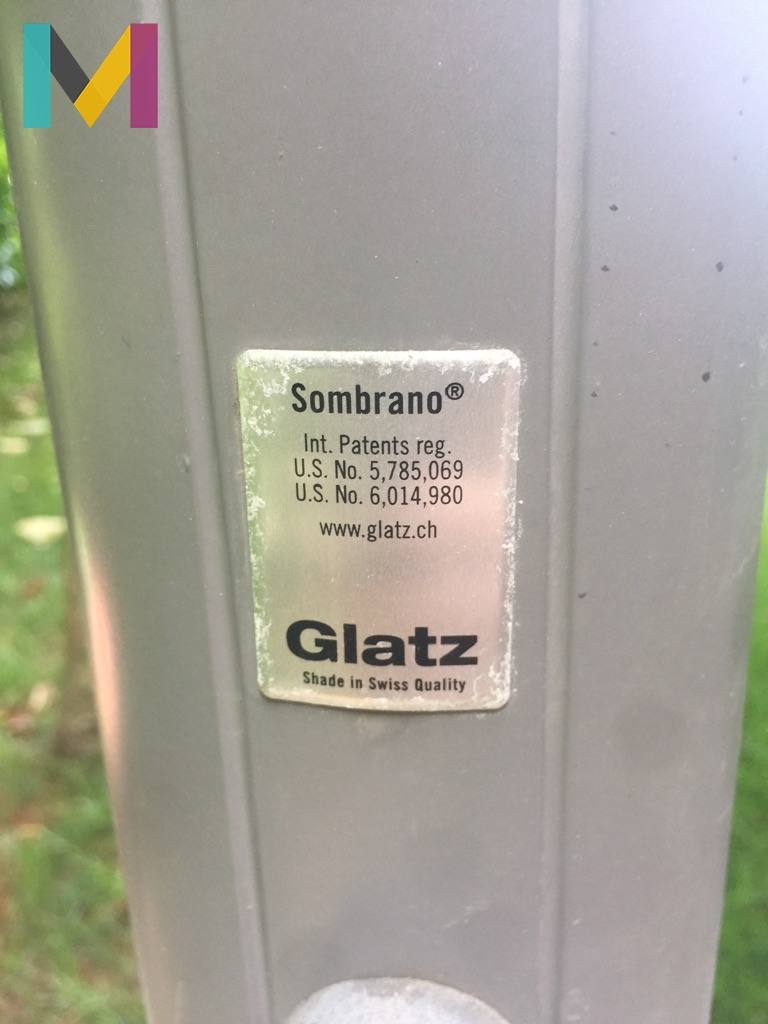 Sombrano®
Int. Patents reg.
U.S. No. 5,785,069
U.S. No. 6,014,980
www.glatz.ch
Glatz
Shade in Swiss Quality